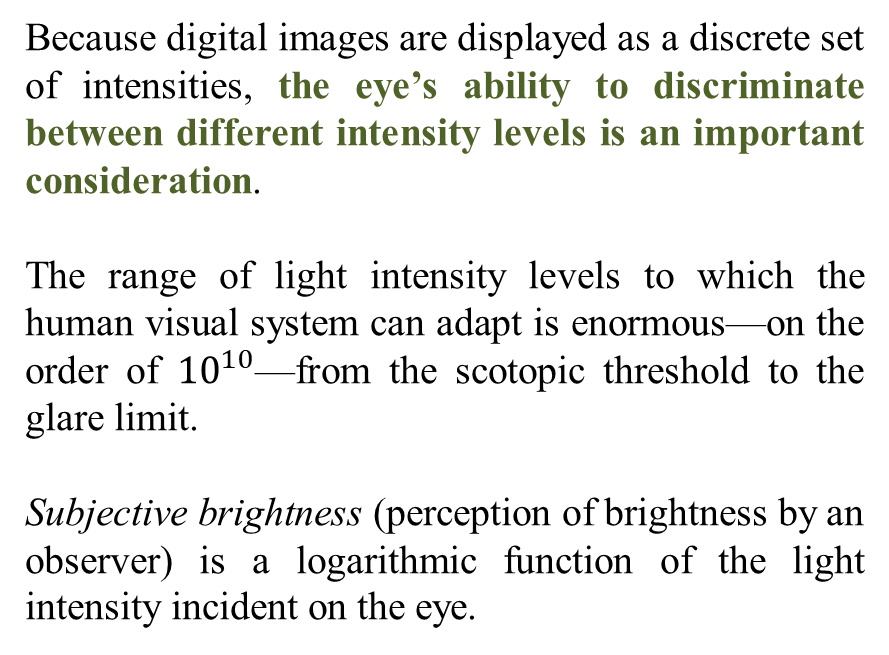 Because digital images are displayed as a discrete set
of intensities, the eye’s ability to discriminate
between different intensity levels is an important
consideration.
The range of light intensity levels to which the
human visual system can adapt is enormous—on the
order of 10¹⁰—from the scotopic threshold to the
glare limit.
Subjective brightness (perception of brightness by an
observer) is a logarithmic function of the light
intensity incident on the eye.